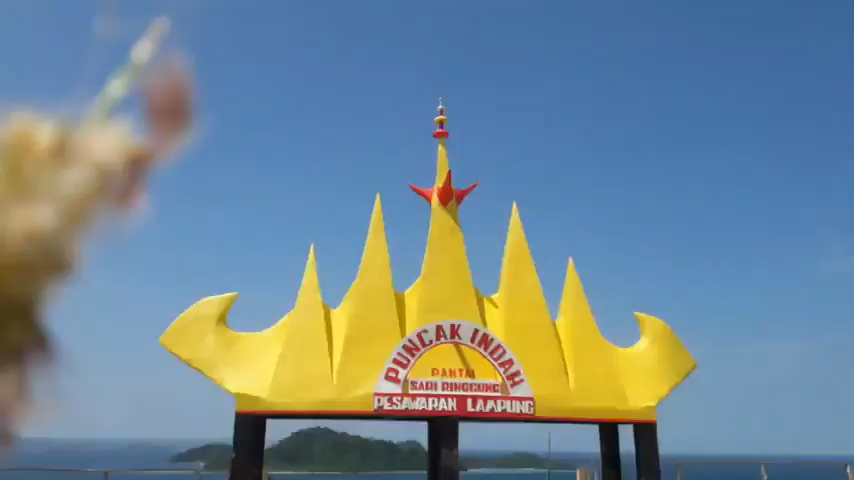 PUNCAK INDAH
PANTAI
SARI RINGGUNG
PESAWARAN LAMPUNG